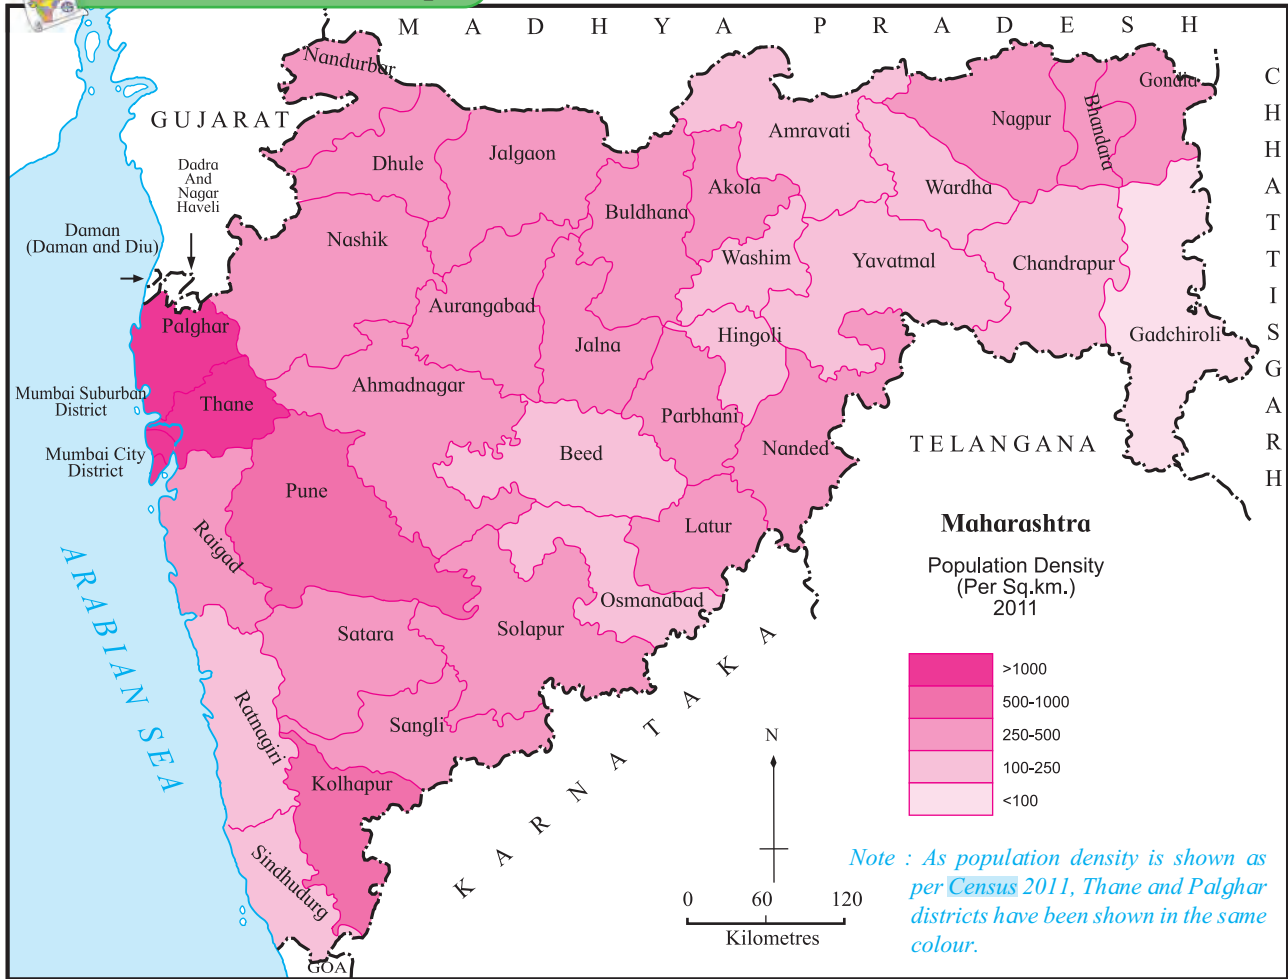 M A D H Y A P R A D E S H
CHHATTISGARH
GUJARAT
Dadra
And
Nagar
Haveli
Daman
(Daman and Diu)
Nandurbar
Dhule
Jalgaon
Buldhana
Akola
Amravati
Nagpur
Bhandara
Gondia
Wardha
Nashik
Washim
Yavatmal
Chandrapur
Gadchiroli
Aurangabad
Jalna
Hingoli
Palghar
Thane
Ahmadnagar
Parbhani
Nanded
Mumbai Suburban
District
Mumbai City
District
Beed
Pune
Latur
Raigad
Osmanabad
Satara
Solapur
Ratnagiri
Sangli
Kolhapur
Sindhudurg
TELANGANA
ARABIAN SEA
KARNATAKA
GOA
Maharashtra
Population Density
(Per Sq.km.)
2011
>1000
500-1000
250-500
100-250
<100
N
0 60 120
Kilometres
Note : As population density is shown as
per Census 2011, Thane and Palghar
districts have been shown in the same
colour.